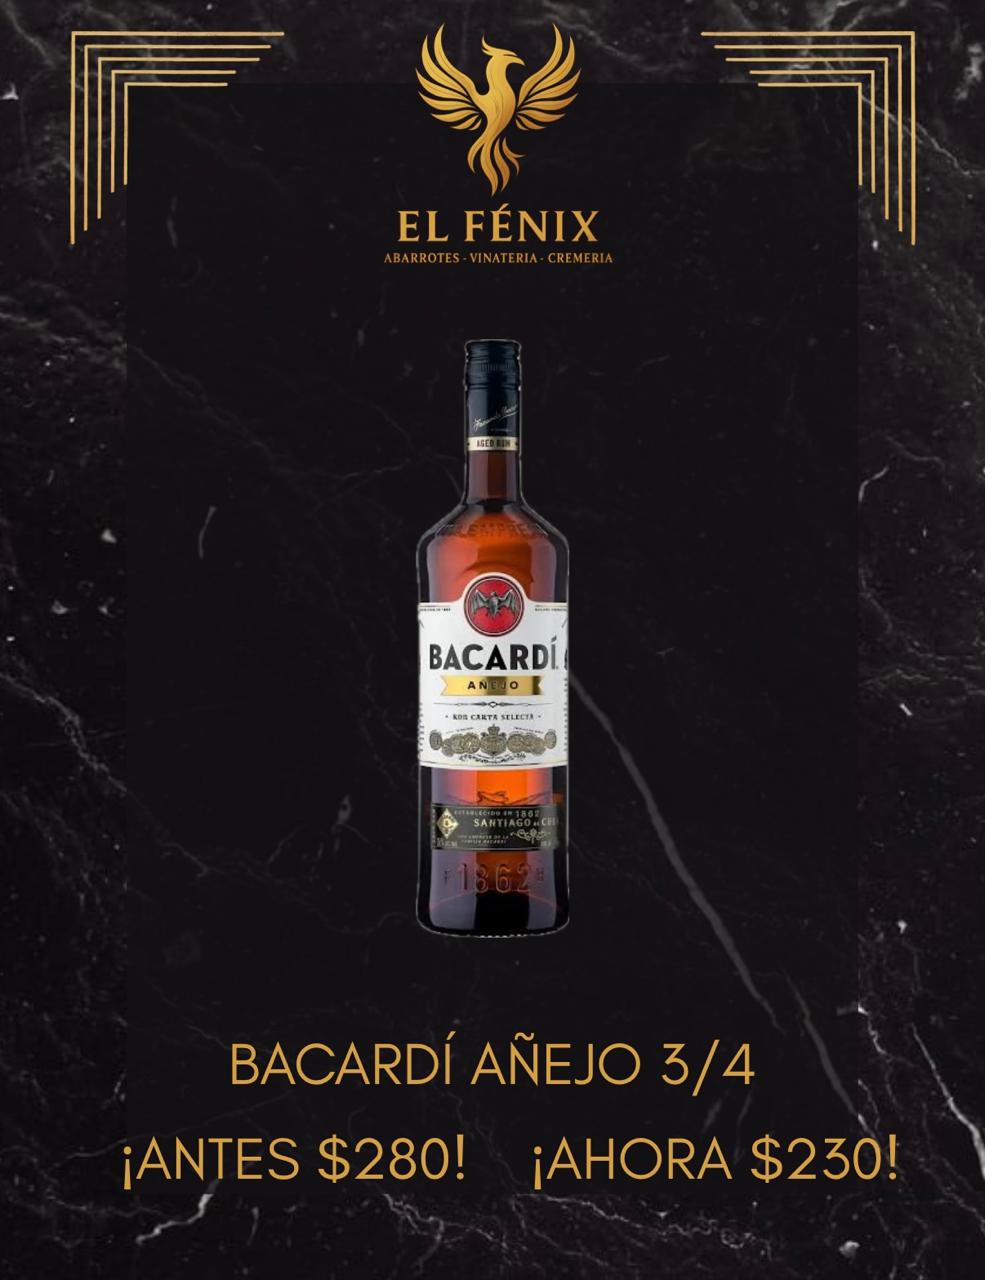 EL FÉNIX
ABARROTES - VINATERIA - CREMERIA
AGED RUM
BACARDÍ
AÑEJO
RON CARTA SELECTA
ESTABLECIDO EN 1862
SANTIAGO DE CUBA
1862
BACARDÍ AÑEJO 3/4
¡ANTES $280! ¡AHORA $230!